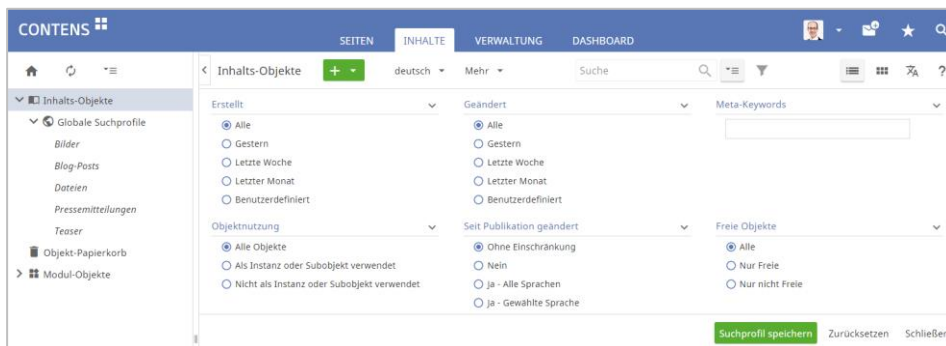 CONTENS
SEITEN INHALTE VERWALTUNG DASHBOARD
Inhalts-Objekte deutsch Mehr Suche ?
Inhalts-Objekte
Globale Suchprofile
Bilder
Blog-Posts
Dateien
Pressemitteilungen
Teaser
Objekt-Papierkorb
Modul-Objekte
Erstellt
Alle
Gestern
Letzte Woche
Letzter Monat
Benutzerdefiniert
Geändert
Alle
Gestern
Letzte Woche
Letzter Monat
Benutzerdefiniert
Meta-Keywords
Objektnutzung
Alle Objekte
Als Instanz oder Subobjekt verwendet
Nicht als Instanz oder Subobjekt verwendet
Seit Publikation geändert
Ohne Einschränkung
Nein
Ja - Alle Sprachen
Ja - Gewählte Sprache
Freie Objekte
Alle
Nur Freie
Nur nicht Freie
Suchprofil speichern Zurücksetzen Schließen